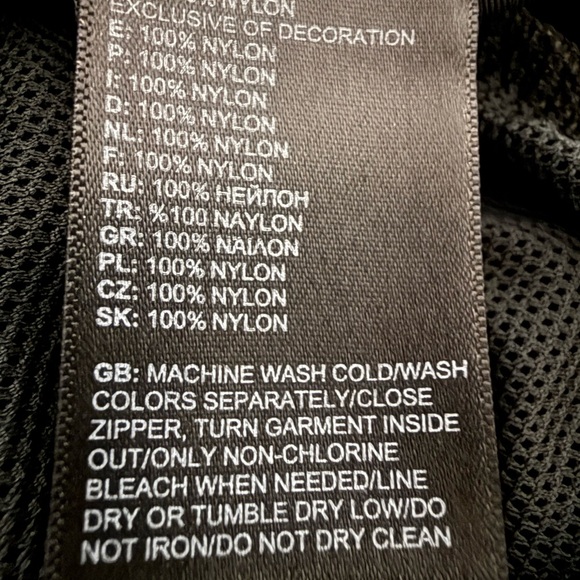 NYLON
EXCLUSIVE OF DECORATION
E: 100% NYLON
P: 100% NYLON
I: 100% NYLON
D: 100% NYLON
NL: 100% NYLON
F: 100% NYLON
RU: 100% НЕЙЛОН
TR: %100 NAYLON
GR: 100% ΝΑΙΛΟΝ
PL: 100% NYLON
CZ: 100% NYLON
SK: 100% NYLON
GB: MACHINE WASH COLD/WASH
COLORS SEPARATELY/CLOSE
ZIPPER, TURN GARMENT INSIDE
OUT/ONLY NON-CHLORINE
BLEACH WHEN NEEDED/LINE
DRY OR TUMBLE DRY LOW/DO
NOT IRON/DO NOT DRY CLEAN